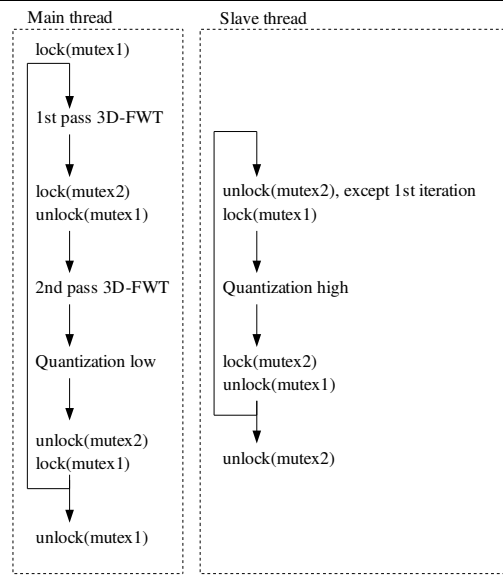 Main thread
lock(mutex1)
1st pass 3D-FWT
lock(mutex2)
unlock(mutex1)
2nd pass 3D-FWT
Quantization low
unlock(mutex2)
lock(mutex1)
unlock(mutex1)
Slave thread
unlock(mutex2), except 1st iteration
lock(mutex1)
Quantization high
lock(mutex2)
unlock(mutex1)
unlock(mutex2)